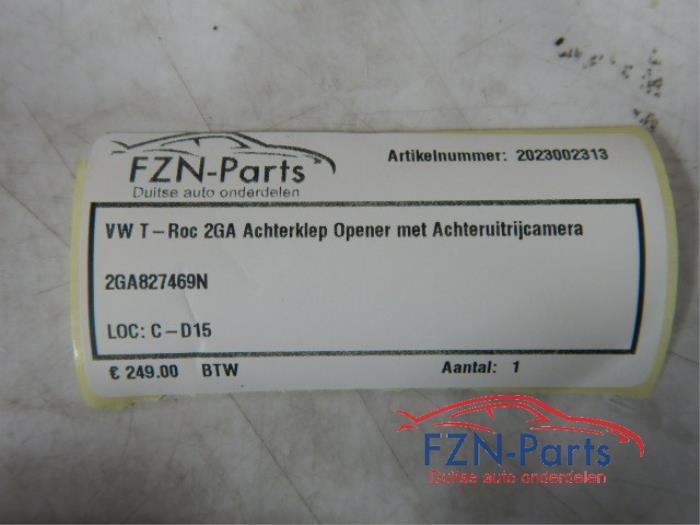 FZN-Parts
Duitse auto onderdelen
Artikelnummer: 2023002313
VW T-Roc 2GA Achterklep Opener met Achteruitrijcamera
2GA827469N
LOC: C-D15
€ 249.00 BTW
Aantal: 1
FZN-Parts
Duitse auto onderdelen